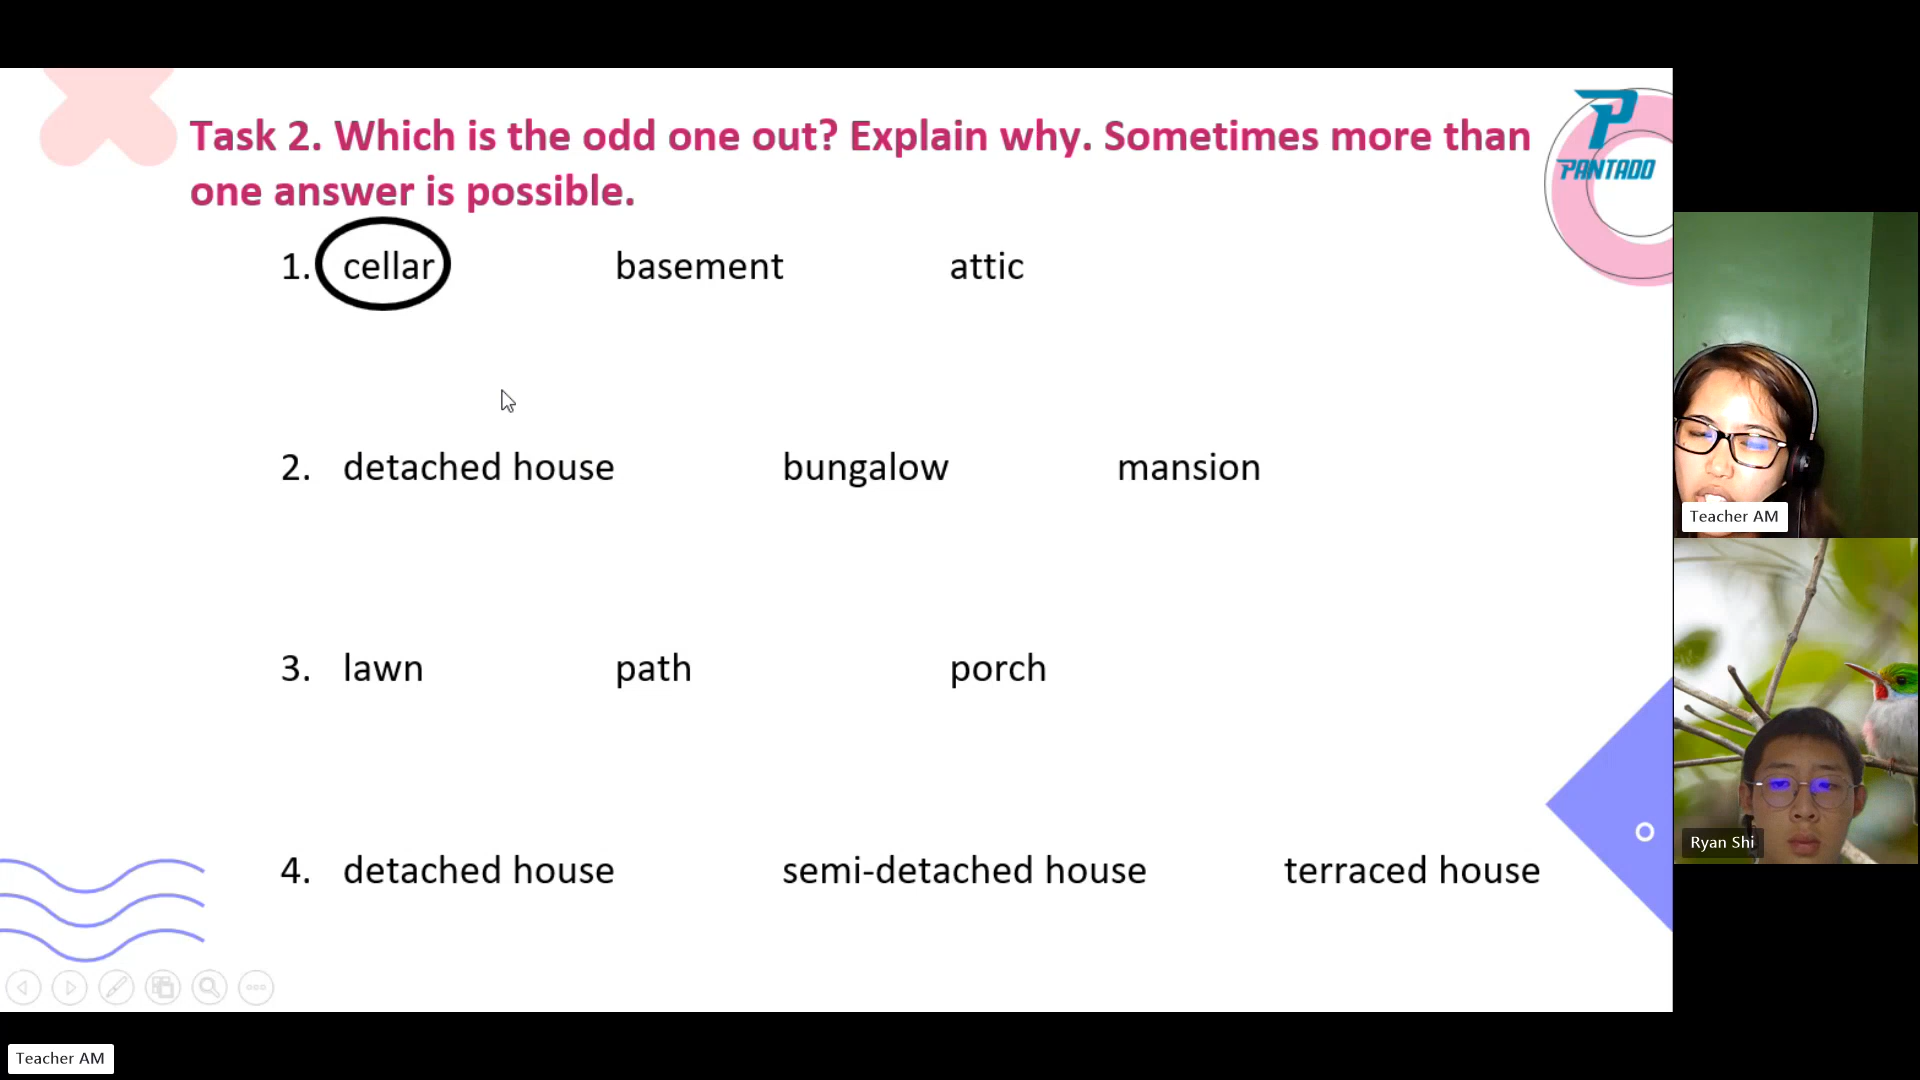 Task 2. Which is the odd one out? Explain why. Sometimes more than
one answer is possible.
PANTADO
1. cellar basement attic
2. detached house bungalow mansion
3. lawn path porch
4. detached house semi-detached house terraced house
Teacher AM
Ryan Shi
Teacher AM